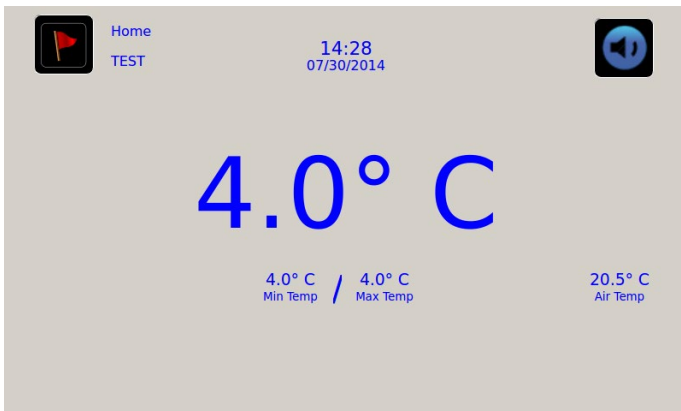 Home
TEST
14:28
07/30/2014
4.0° C
4.0° C / 4.0° C
Min Temp Max Temp
20.5° C
Air Temp